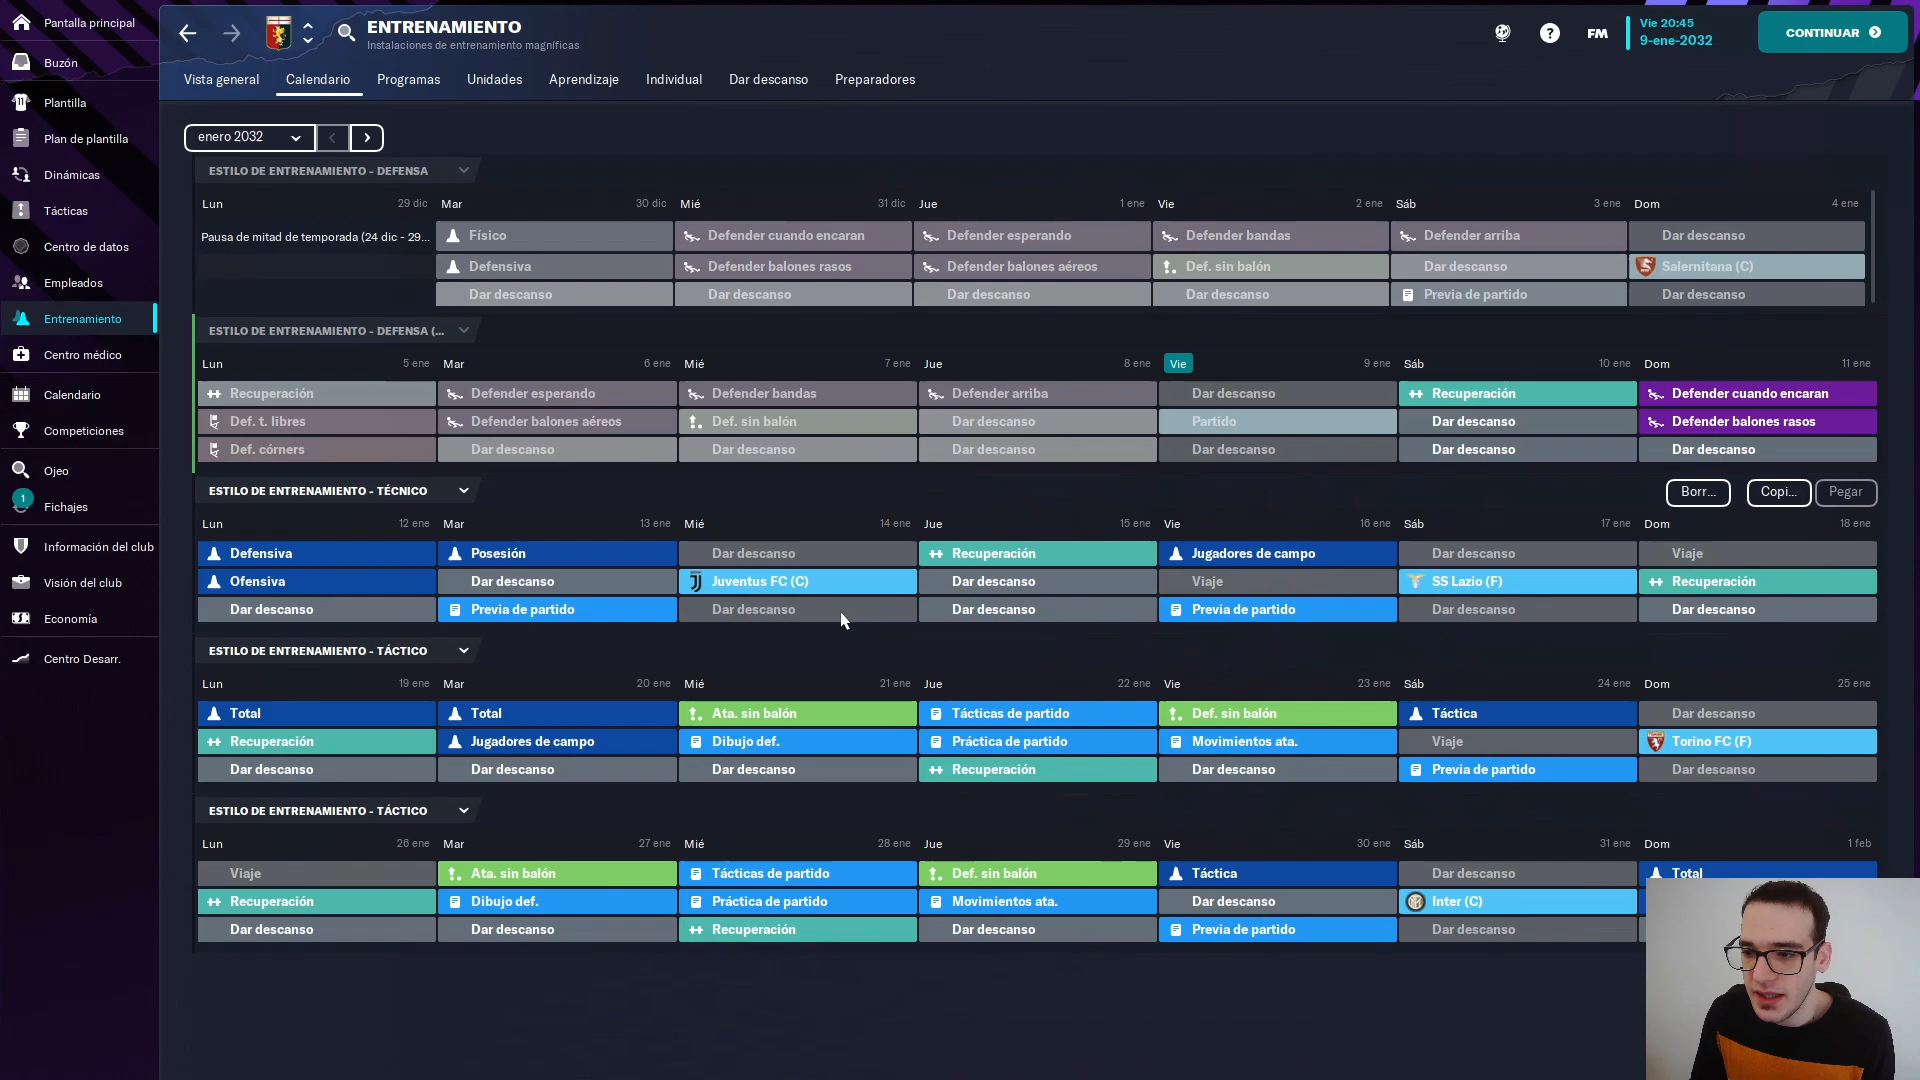 Pantalla principal
Buzón
Plantilla
Plan de plantilla
Dinámicas
Tácticas
Centro de datos
Empleados
Entrenamiento
Centro médico
Calendario
Competiciones
Ojeo
1
Fichajes
Información del club
Visión del club
Economía
Centro Desarr.
ENTRENAMIENTO
Instalaciones de entrenamiento magníficas
?
FM
Vie 20:45
9-ene-2032
CONTINUAR
Vista general Calendario Programas Unidades Aprendizaje Individual Dar descanso Preparadores
enero 2032
ESTILO DE ENTRENAMIENTO - DEFENSA
Lun 29 dic Mar 30 dic Mié 31 dic Jue 1 ene Vie 2 ene Sáb 3 ene Dom 4 ene
Pausa de mitad de temporada (24 dic - 29... Físico Defender cuando encaran Defender esperando Defender bandas Defender arriba Dar descanso
Defensiva Defender balones rasos Defender balones aéreos Def. sin balón Dar descanso Salernitana (C)
Dar descanso Dar descanso Dar descanso Dar descanso Previa de partido Dar descanso
ESTILO DE ENTRENAMIENTO - DEFENSA (...
Lun 5 ene Mar 6 ene Mié 7 ene Jue 8 ene Vie 9 ene Sáb 10 ene Dom 11 ene
Recuperación Defender esperando Defender bandas Defender arriba Dar descanso Recuperación Defender cuando encaran
Def. t. libres Defender balones aéreos Def. sin balón Dar descanso Partido Dar descanso Defender balones rasos
Def. córners Dar descanso Dar descanso Dar descanso Dar descanso Dar descanso Dar descanso
ESTILO DE ENTRENAMIENTO - TÉCNICO Borr... Copi... Pegar
Lun 12 ene Mar 13 ene Mié 14 ene Jue 15 ene Vie 16 ene Sáb 17 ene Dom 18 ene
Defensiva Posesión Dar descanso Recuperación Jugadores de campo Dar descanso Viaje
Ofensiva Dar descanso Juventus FC (C) Dar descanso Viaje SS Lazio (F) Recuperación
Dar descanso Previa de partido Dar descanso Dar descanso Previa de partido Dar descanso Dar descanso
ESTILO DE ENTRENAMIENTO - TÁCTICO
Lun 19 ene Mar 20 ene Mié 21 ene Jue 22 ene Vie 23 ene Sáb 24 ene Dom 25 ene
Total Total Ata. sin balón Tácticas de partido Def. sin balón Táctica Dar descanso
Recuperación Jugadores de campo Dibujo def. Práctica de partido Movimientos ata. Viaje Torino FC (F)
Dar descanso Dar descanso Dar descanso Recuperación Dar descanso Previa de partido Dar descanso
ESTILO DE ENTRENAMIENTO - TÁCTICO
Lun 26 ene Mar 27 ene Mié 28 ene Jue 29 ene Vie 30 ene Sáb 31 ene Dom 1 feb
Viaje Ata. sin balón Tácticas de partido Def. sin balón Táctica Dar descanso Total
Recuperación Dibujo def. Práctica de partido Movimientos ata. Dar descanso Inter (C)
Dar descanso Dar descanso Recuperación Dar descanso Previa de partido Dar descanso